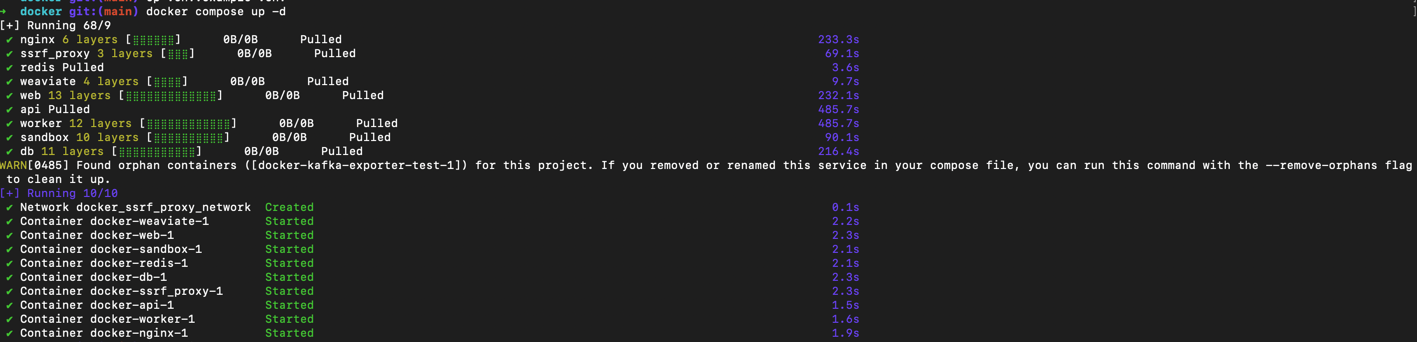 → docker git:(main) docker compose up -d
[+] Running 68/9
✔ nginx 6 layers [⣿⣿⣿⣿⣿⣿] 0B/0B Pulled 233.3s
✔ ssrf_proxy 3 layers [⣿⣿⣿] 0B/0B Pulled 69.1s
✔ redis Pulled 3.6s
✔ weaviate 4 layers [⣿⣿⣿⣿] 0B/0B Pulled 9.7s
✔ web 13 layers [⣿⣿⣿⣿⣿⣿⣿⣿⣿⣿⣿⣿⣿] 0B/0B Pulled 232.1s
✔ api Pulled 485.7s
✔ worker 12 layers [⣿⣿⣿⣿⣿⣿⣿⣿⣿⣿⣿⣿] 0B/0B Pulled 485.7s
✔ sandbox 10 layers [⣿⣿⣿⣿⣿⣿⣿⣿⣿⣿] 0B/0B Pulled 90.1s
✔ db 11 layers [⣿⣿⣿⣿⣿⣿⣿⣿⣿⣿⣿] 0B/0B Pulled 216.4s
WARN[0485] Found orphan containers ([docker-kafka-exporter-test-1]) for this project. If you removed or renamed this service in your compose file, you can run this command with the --remove-orphans flag
to clean it up.
[+] Running 10/10
✔ Network docker_ssrf_proxy_network Created 0.1s
✔ Container docker-weaviate-1 Started 2.2s
✔ Container docker-web-1 Started 2.3s
✔ Container docker-sandbox-1 Started 2.1s
✔ Container docker-redis-1 Started 2.1s
✔ Container docker-db-1 Started 2.3s
✔ Container docker-ssrf_proxy-1 Started 2.3s
✔ Container docker-api-1 Started 1.5s
✔ Container docker-worker-1 Started 1.6s
✔ Container docker-nginx-1 Started 1.9s